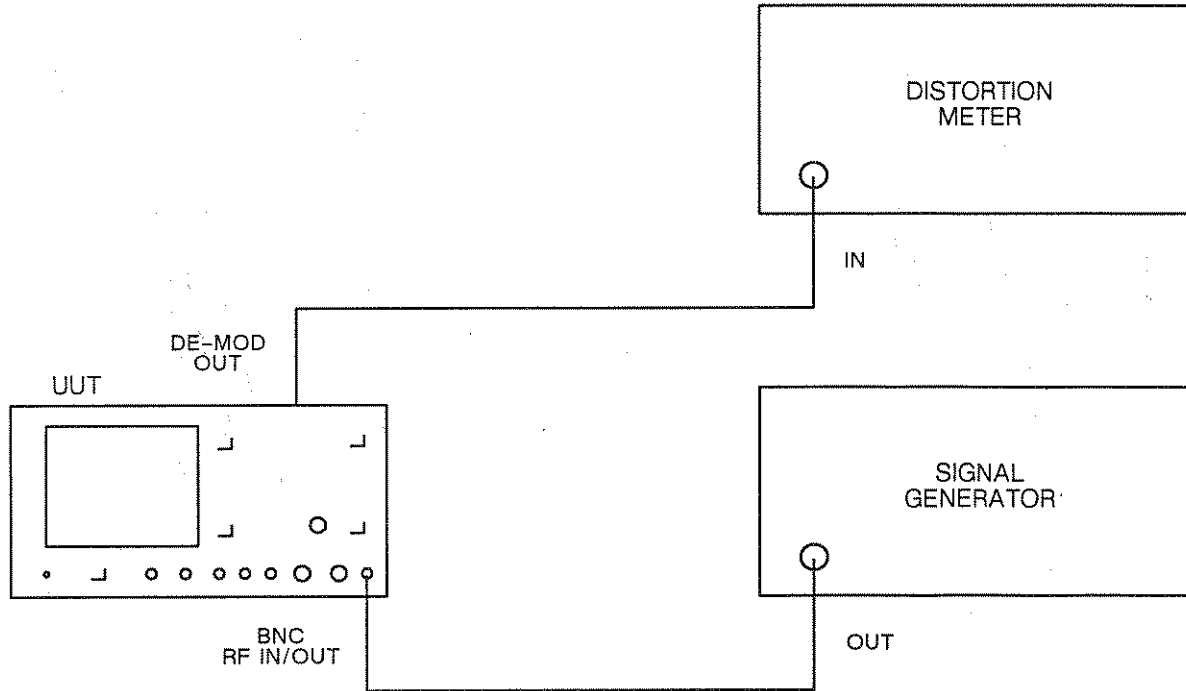 DISTORTION
METER
IN
DE-MOD
OUT
UUT
SIGNAL
GENERATOR
BNC
RF IN/OUT
OUT